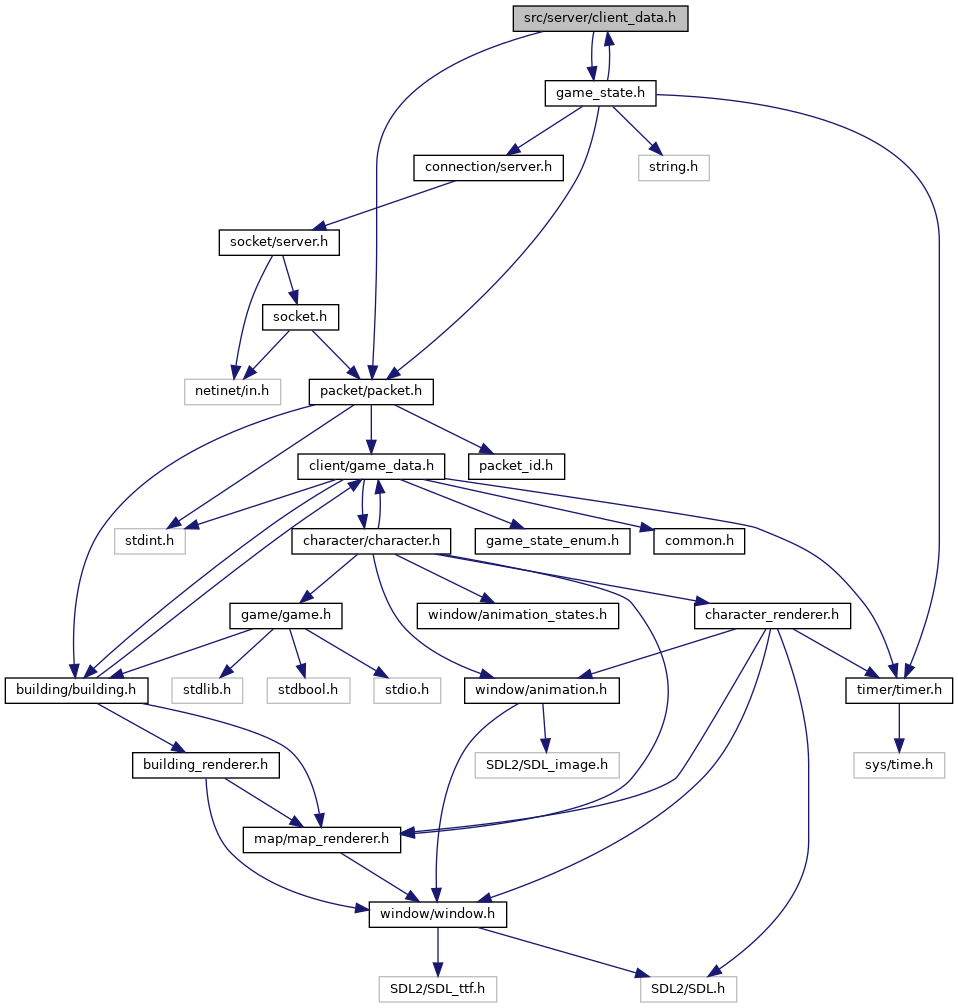 src/server/client_data.h
game_state.h
connection/server.h
string.h
socket/server.h
socket.h
netinet/in.h
packet/packet.h
client/game_data.h
packet_id.h
stdint.h
character/character.h
game_state_enum.h
common.h
game/game.h
window/animation_states.h
character_renderer.h
building/building.h
stdlib.h
stdbool.h
stdio.h
window/animation.h
timer/timer.h
building_renderer.h
SDL2/SDL_image.h
sys/time.h
map/map_renderer.h
window/window.h
SDL2/SDL_ttf.h
SDL2/SDL.h